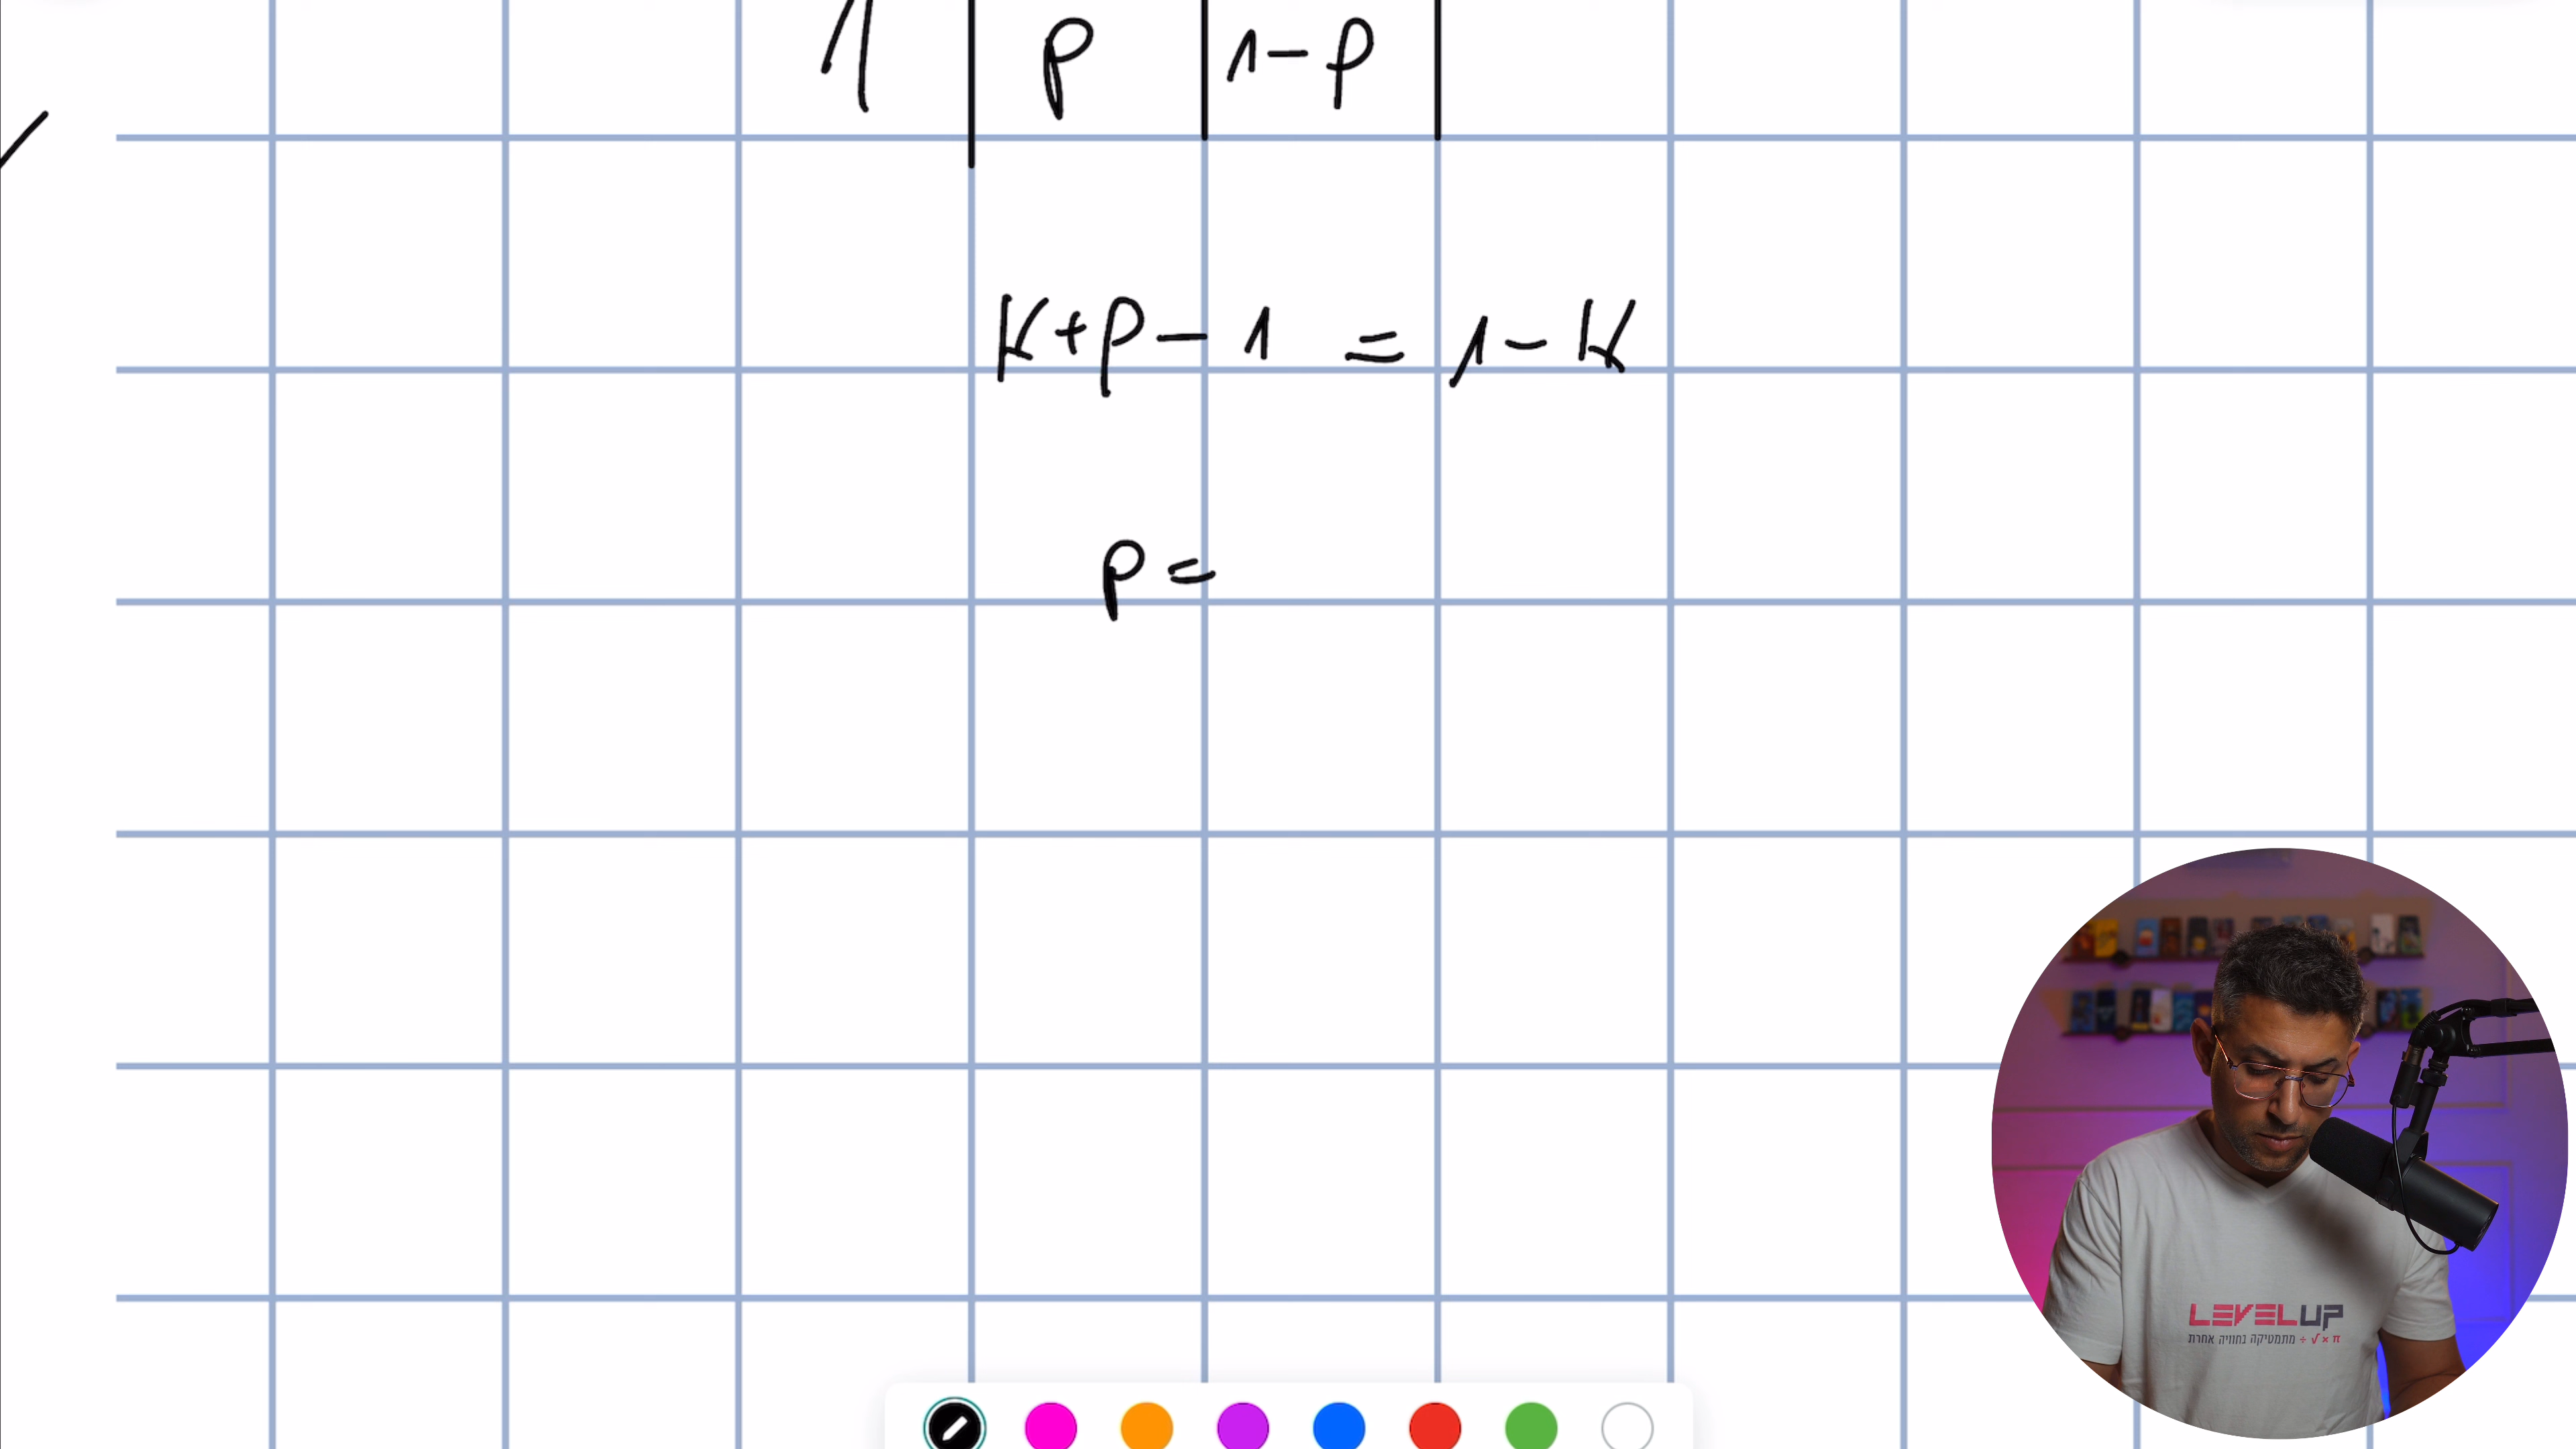 1 p 1-p
K+p-1 = 1-K
p=
LEVELUP
מתמטיקה בחוויה אחרת ÷ √ × π